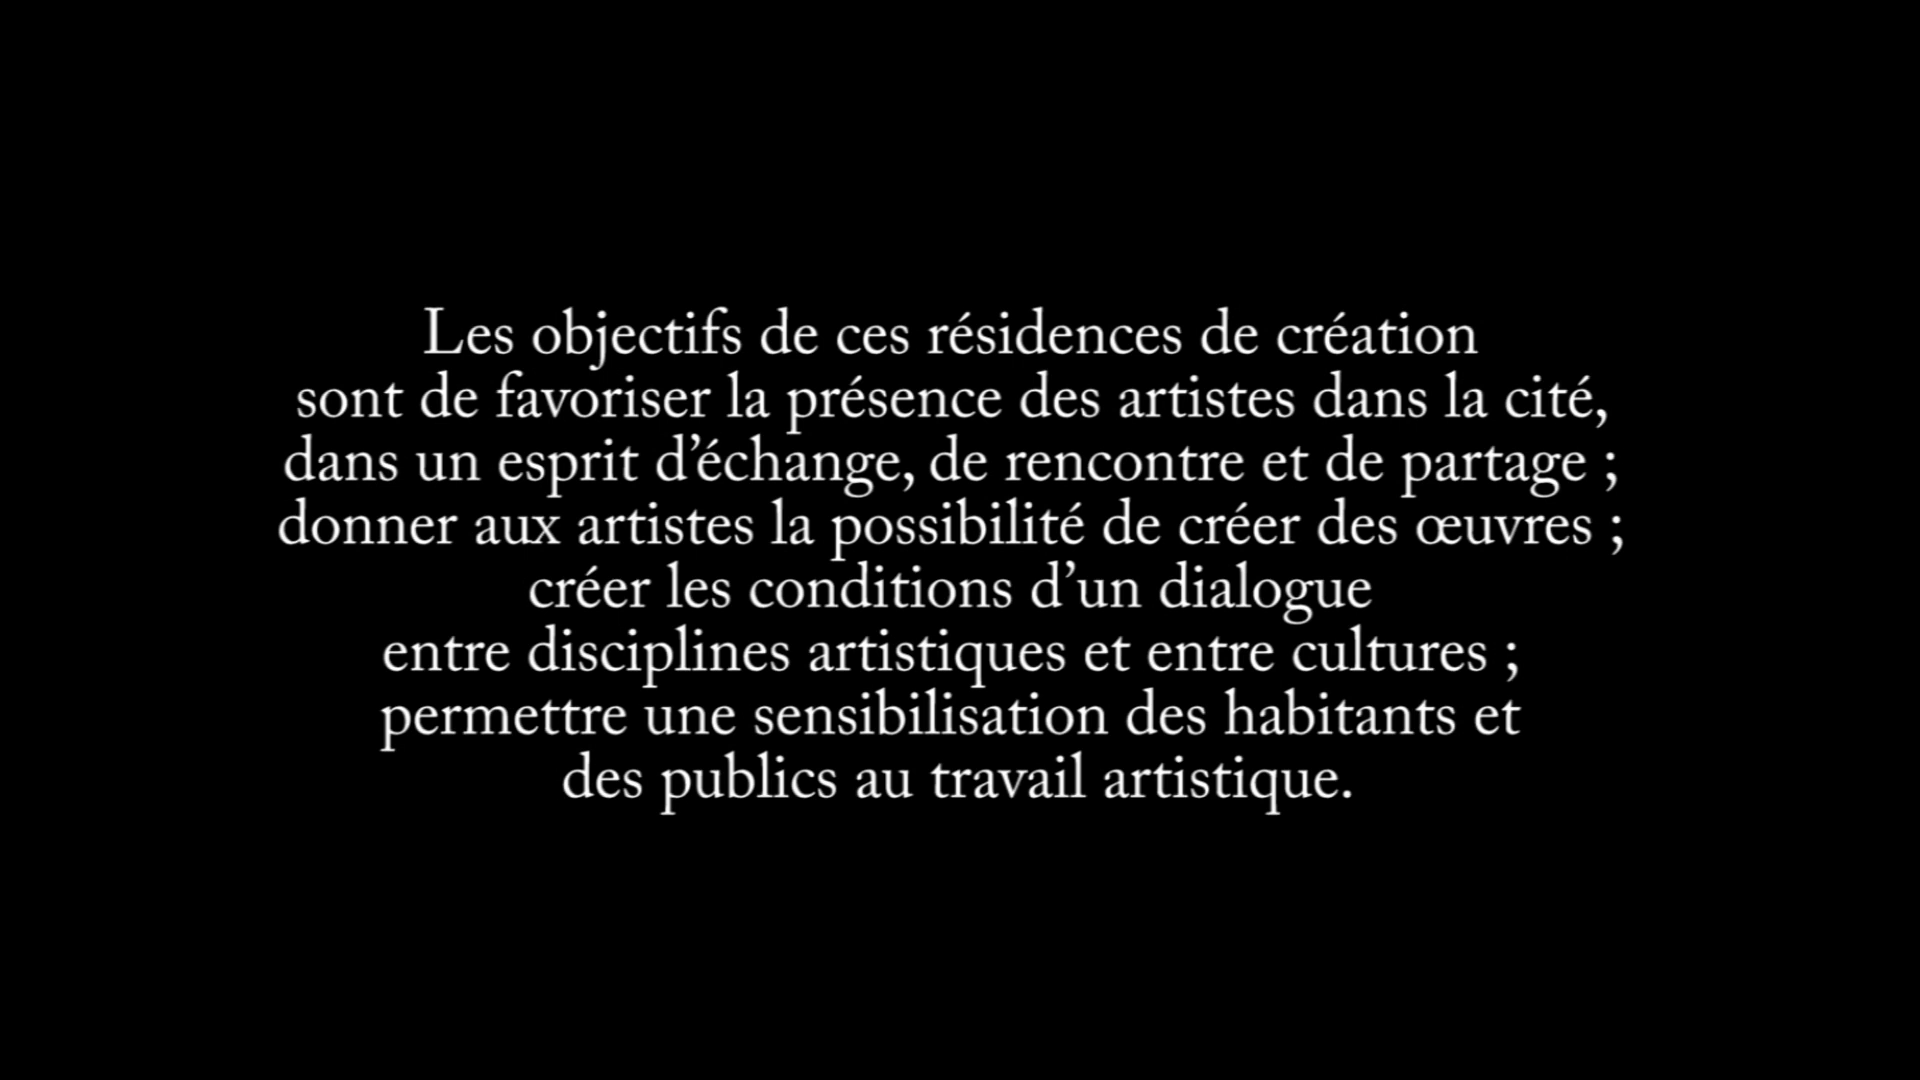 Les objectifs de ces résidences de création
sont de favoriser la présence des artistes dans la cité,
dans un esprit d’échange, de rencontre et de partage ;
donner aux artistes la possibilité de créer des œuvres ;
créer les conditions d’un dialogue
entre disciplines artistiques et entre cultures ;
permettre une sensibilisation des habitants et
des publics au travail artistique.